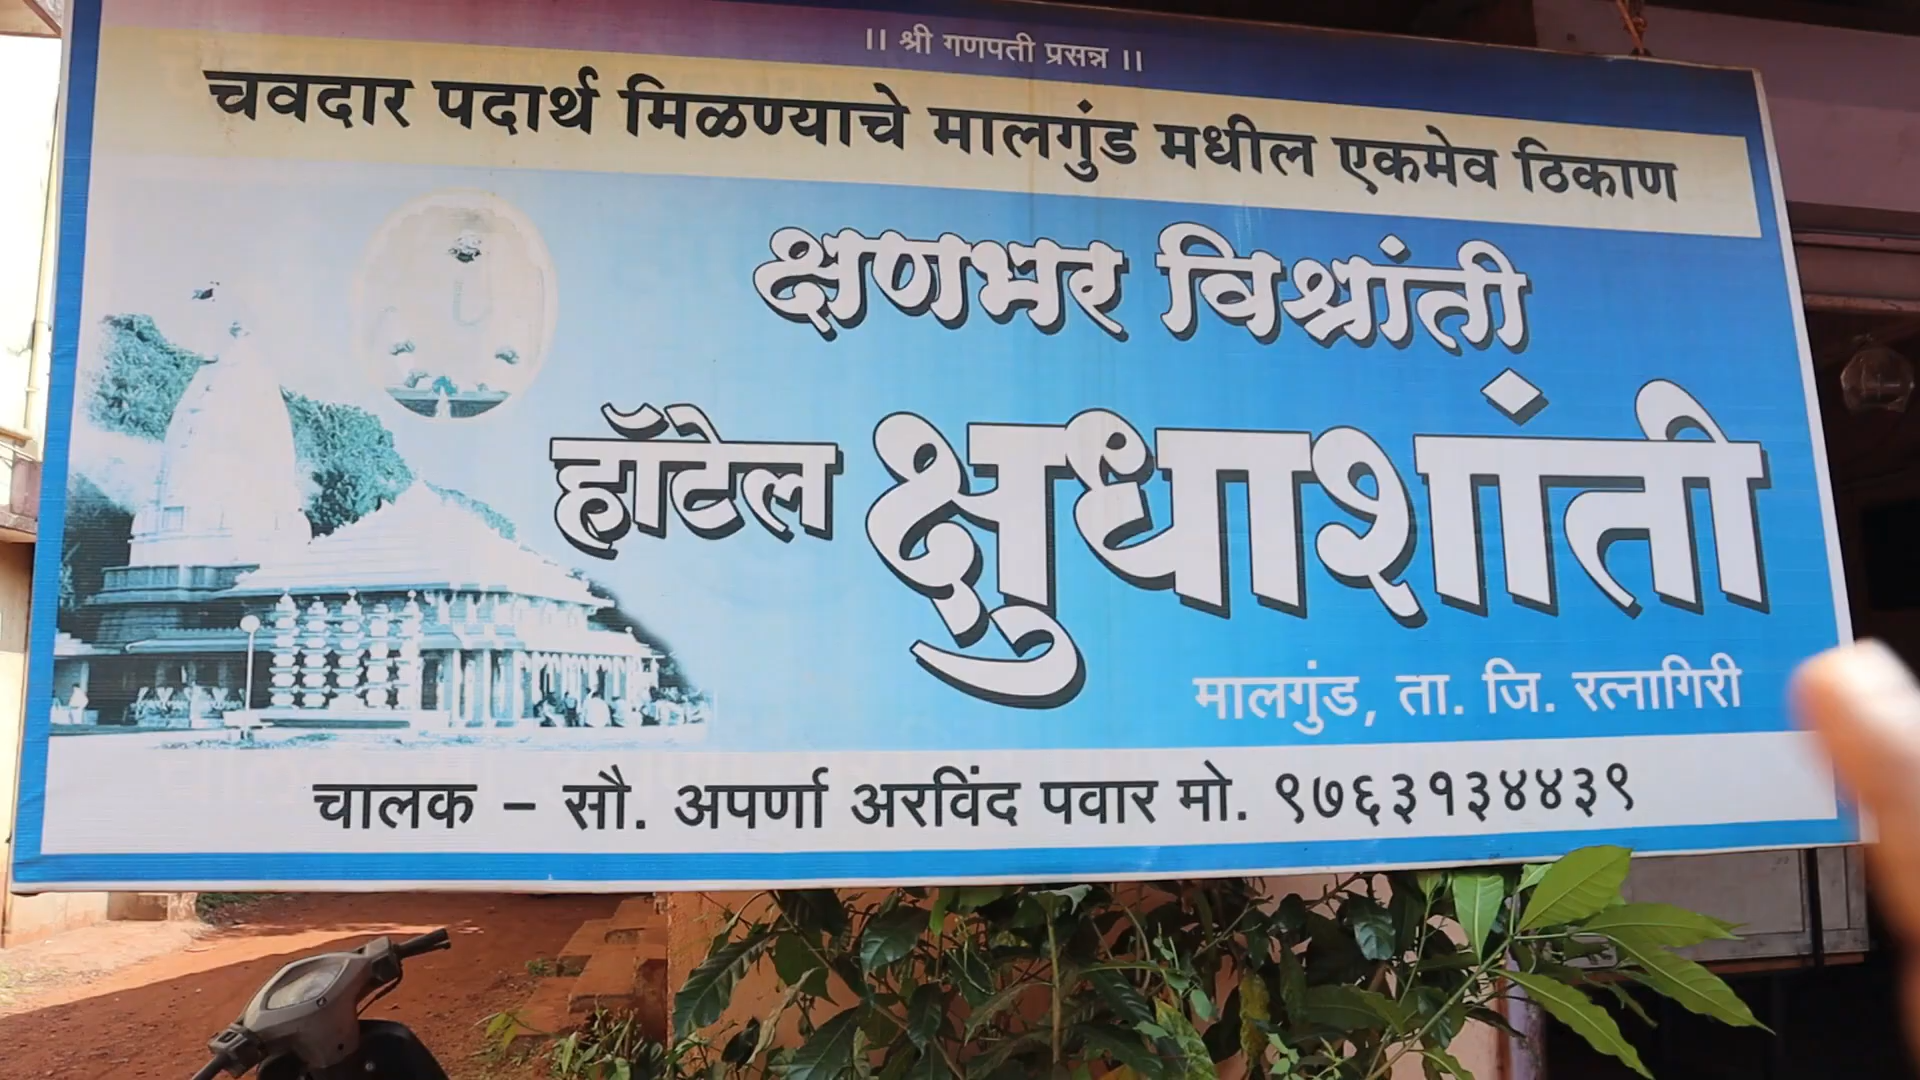 ।। श्री गणपती प्रसन्न ।।
चवदार पदार्थ मिळण्याचे मालगुंड मधील एकमेव ठिकाण
क्षणभर विश्रांती
हॉटेल क्षुधाशांती
मालगुंड, ता. जि. रत्नागिरी
चालक – सौ. अपर्णा अरविंद पवार मो. ९७६३१३४४३९